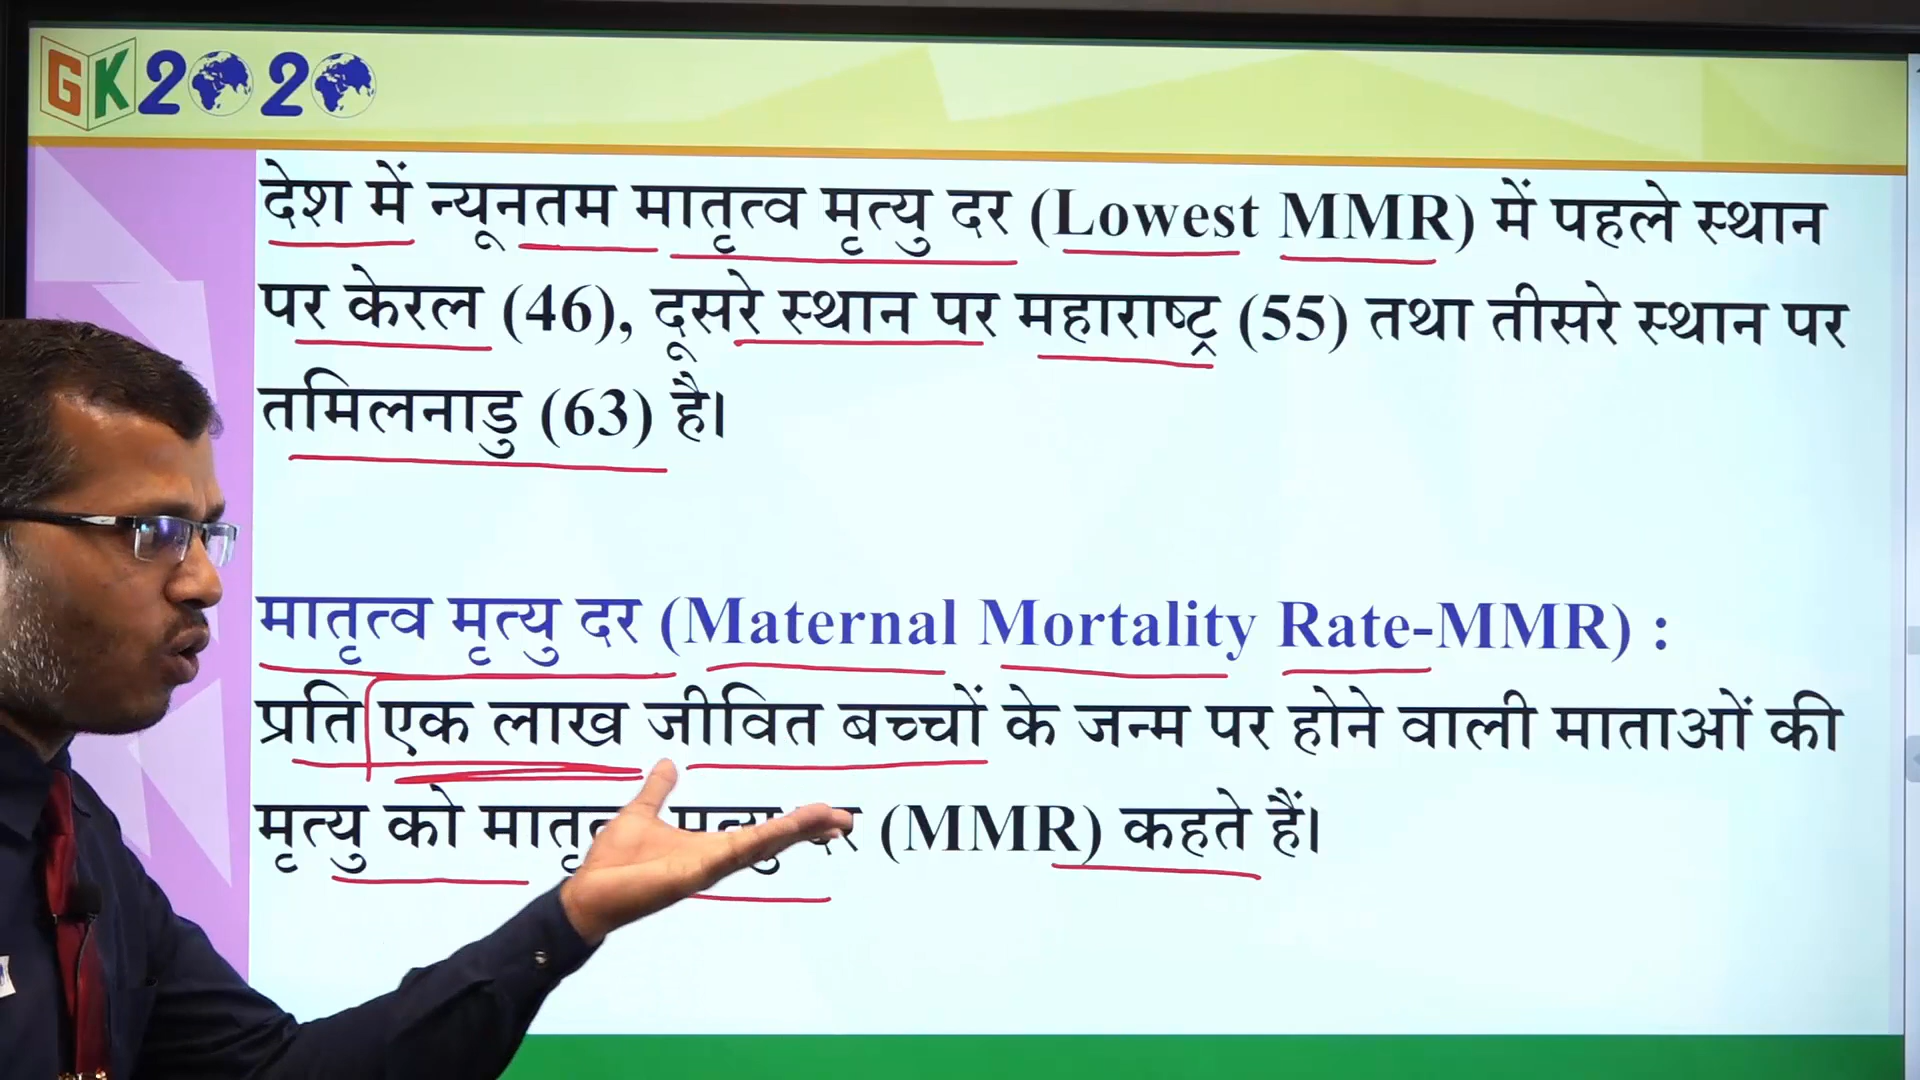 GK2020
देश में न्यूनतम मातृत्व मृत्यु दर (Lowest MMR) में पहले स्थान
पर केरल (46), दूसरे स्थान पर महाराष्ट्र (55) तथा तीसरे स्थान पर
तमिलनाडु (63) है।
मातृत्व मृत्यु दर (Maternal Mortality Rate-MMR) :
प्रति एक लाख जीवित बच्चों के जन्म पर होने वाली माताओं की
मृत्यु को मातृत्व मृत्यु दर (MMR) कहते हैं।